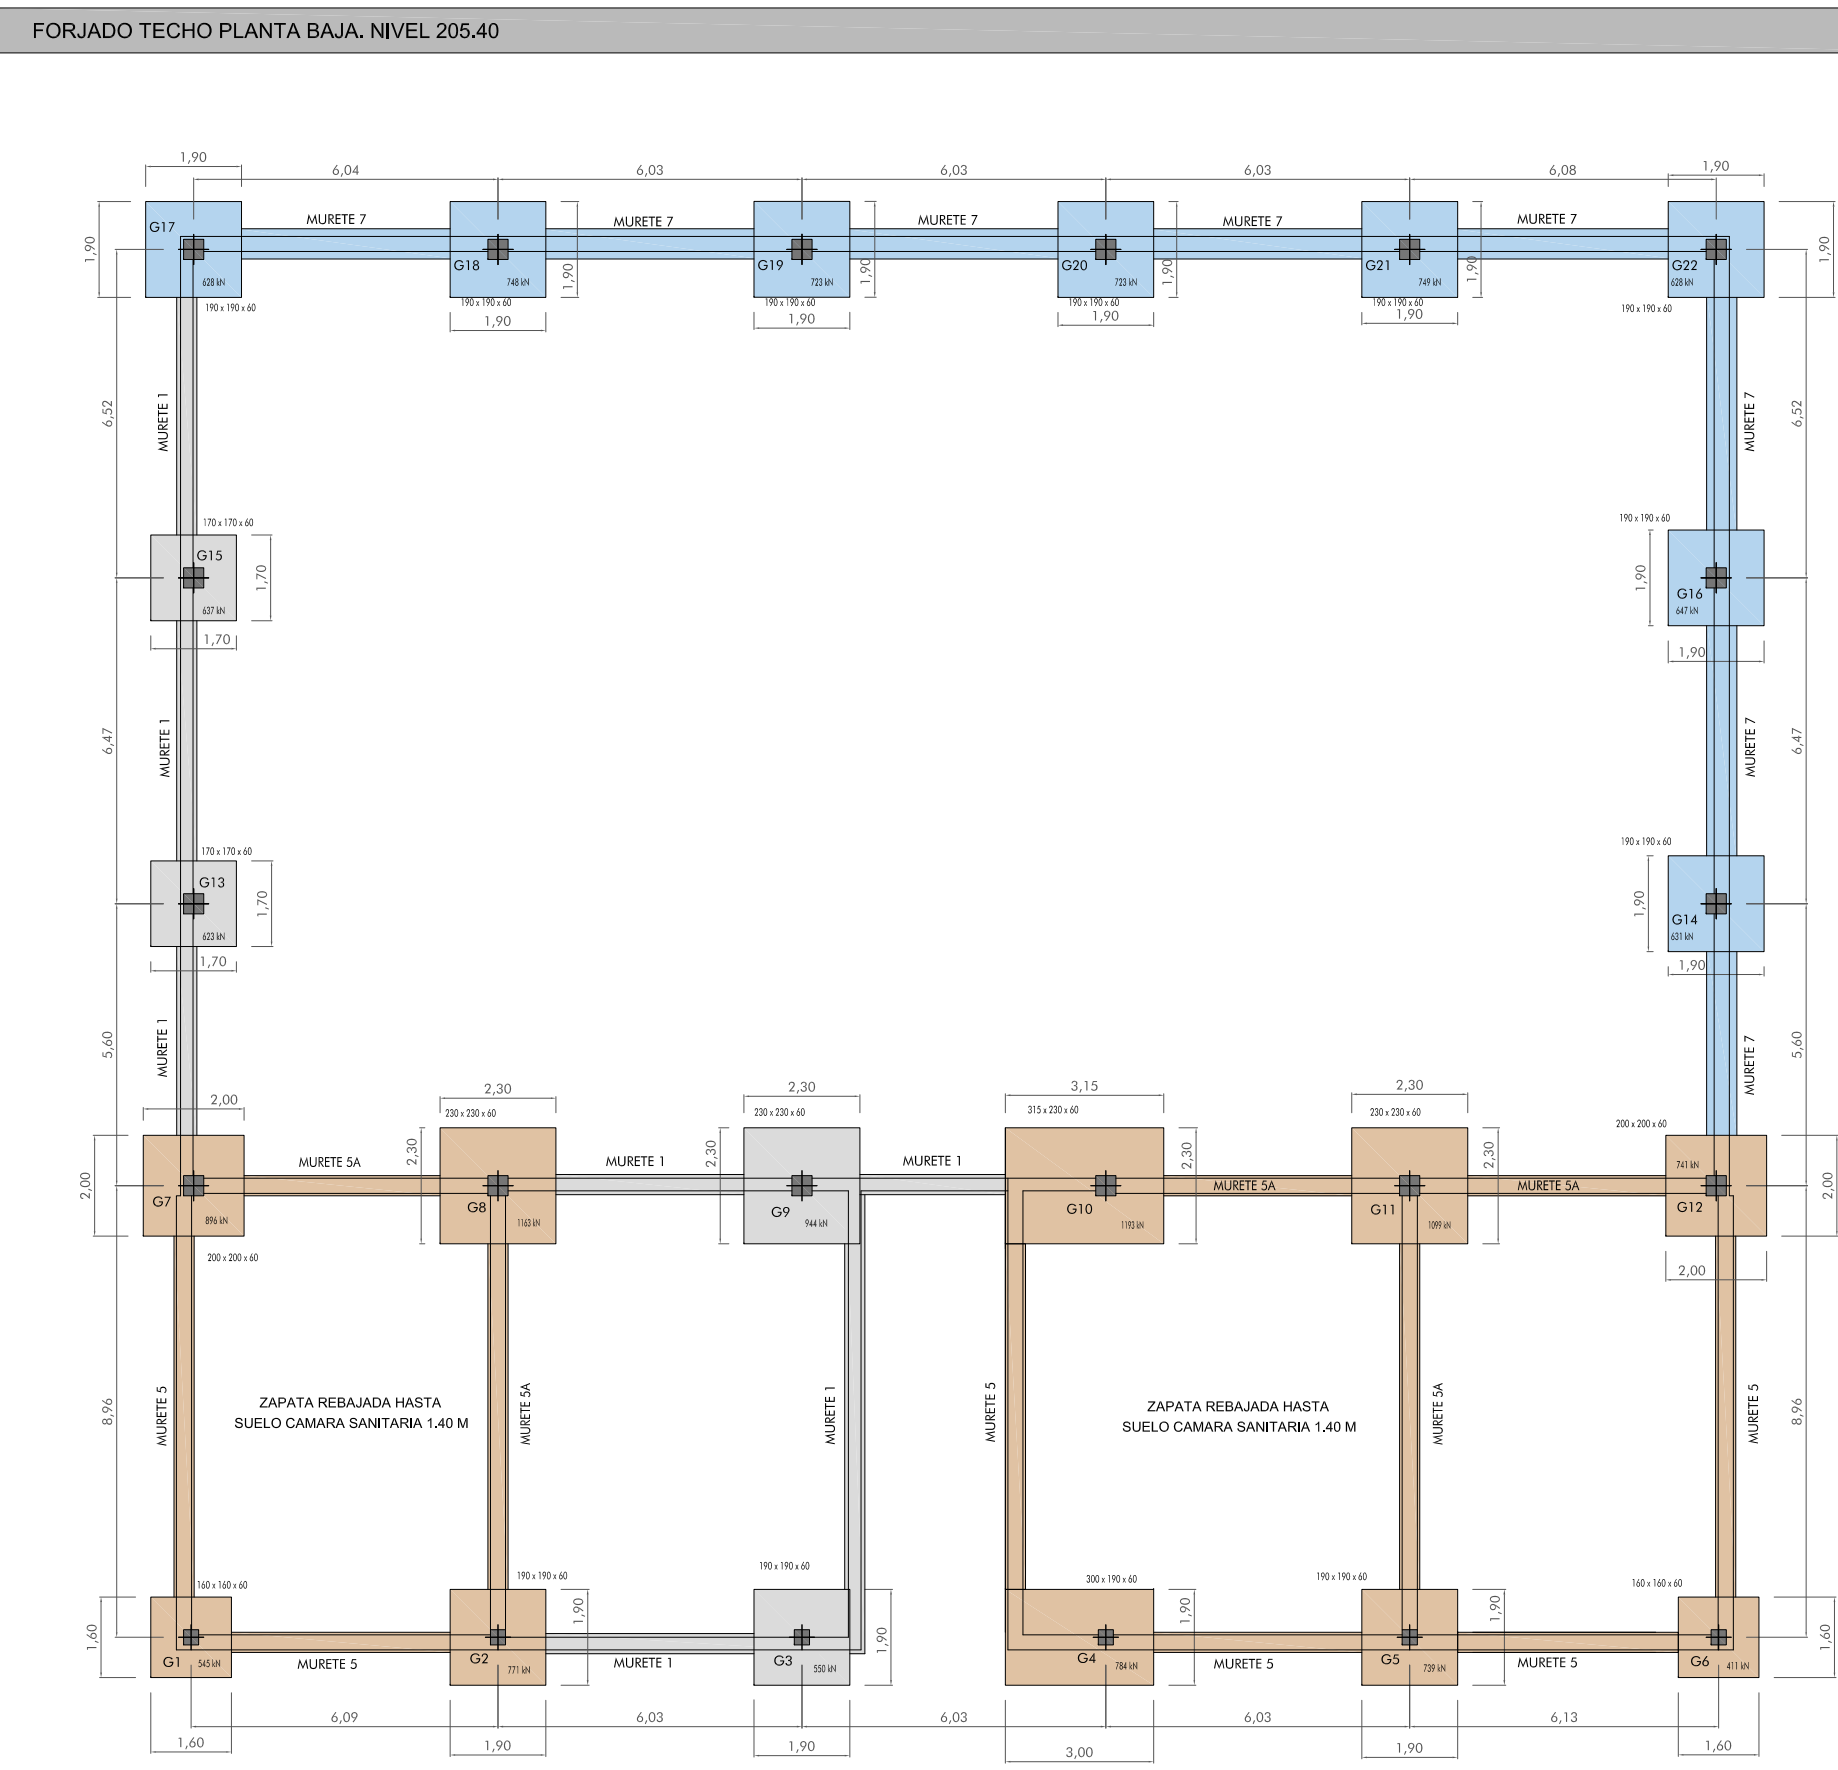 FORJADO TECHO PLANTA BAJA. NIVEL 205.40
1,90
6,04
6,03
6,03
6,03
6,08
1,90
G17
MURETE 7
MURETE 7
MURETE 7
MURETE 7
MURETE 7
1,90
G18
1,90
G19
1,90
G20
1,90
G21
1,90
G22
1,90
628 kN
748 kN
723 kN
723 kN
749 kN
628 kN
190 x 190 x 60
190 x 190 x 60
190 x 190 x 60
190 x 190 x 60
190 x 190 x 60
190 x 190 x 60
1,90
1,90
1,90
1,90
6,52
MURETE 1
MURETE 7
6,52
170 x 170 x 60
190 x 190 x 60
G15
1,70
1,90
G16
637 kN
647 kN
1,70
1,90
6,47
MURETE 1
MURETE 7
6,47
170 x 170 x 60
190 x 190 x 60
G13
1,70
1,90
G14
623 kN
631 kN
1,70
1,90
5,60
MURETE 1
MURETE 7
5,60
2,00
2,30
2,30
3,15
2,30
230 x 230 x 60
230 x 230 x 60
315 x 230 x 60
230 x 230 x 60
200 x 200 x 60
MURETE 5A
2,30
MURETE 1
2,30
MURETE 1
2,30
2,30
741 kN
2,00
MURETE 5A
MURETE 5A
2,00
G7
G8
G9
G10
G11
G12
896 kN
1163 kN
944 kN
1193 kN
1099 kN
200 x 200 x 60
2,00
8,96
MURETE 5
ZAPATA REBAJADA HASTA
SUELO CAMARA SANITARIA 1.40 M
MURETE 5A
MURETE 1
MURETE 5
ZAPATA REBAJADA HASTA
SUELO CAMARA SANITARIA 1.40 M
MURETE 5A
MURETE 5
8,96
160 x 160 x 60
190 x 190 x 60
190 x 190 x 60
300 x 190 x 60
190 x 190 x 60
160 x 160 x 60
1,60
1,90
1,90
1,90
1,90
1,60
G1
545 kN
MURETE 5
G2
771 kN
MURETE 1
G3
550 kN
G4
784 kN
MURETE 5
G5
739 kN
MURETE 5
G6
411 kN
6,09
6,03
6,03
6,03
6,13
1,60
1,90
1,90
3,00
1,90
1,60